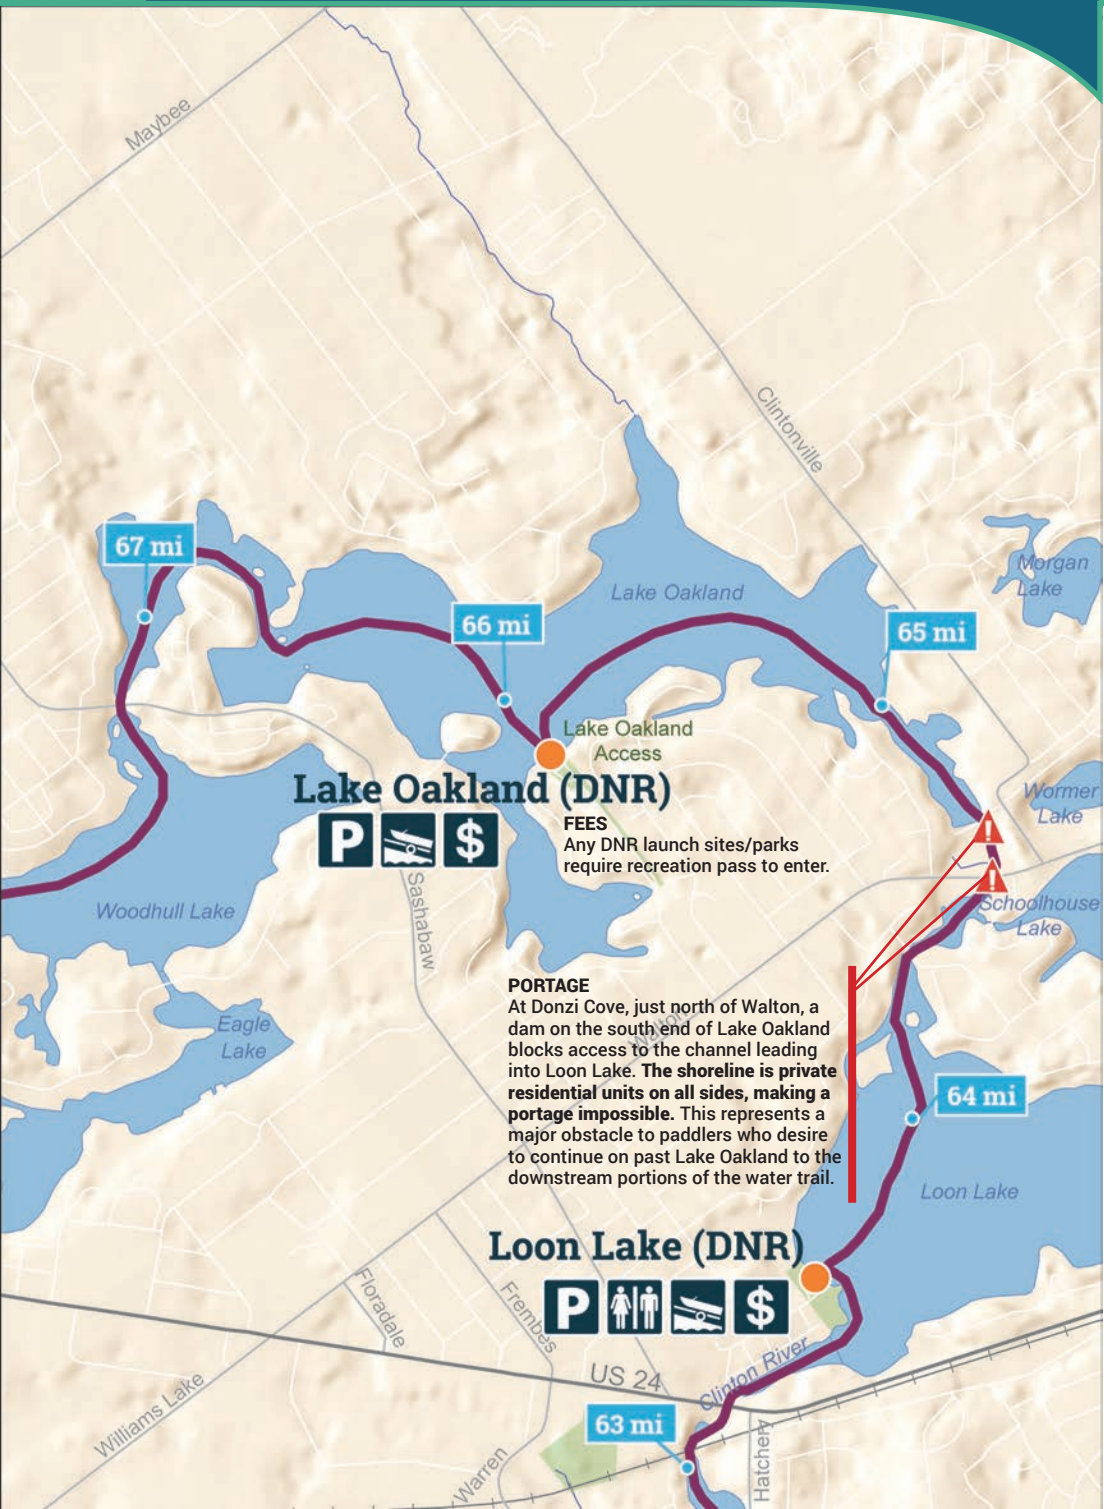 Maybee
Clintonville
67 mi
Morgan
Lake
Lake Oakland
66 mi
65 mi
Lake Oakland
Access
Lake Oakland (DNR)
P
$
FEES
Any DNR launch sites/parks
require recreation pass to enter.
Wormer
Lake
!
!
Sashabaw
Woodhull Lake
Schoolhouse
Lake
Eagle
Lake
Walton
PORTAGE
At Donzi Cove, just north of Walton, a
dam on the south end of Lake Oakland
blocks access to the channel leading
into Loon Lake. The shoreline is private
residential units on all sides, making a
portage impossible. This represents a
major obstacle to paddlers who desire
to continue on past Lake Oakland to the
downstream portions of the water trail.
64 mi
Loon Lake
Loon Lake (DNR)
P
$
Floradale
Frembes
US 24
Clinton River
Williams Lake
63 mi
Warren
Hatchery